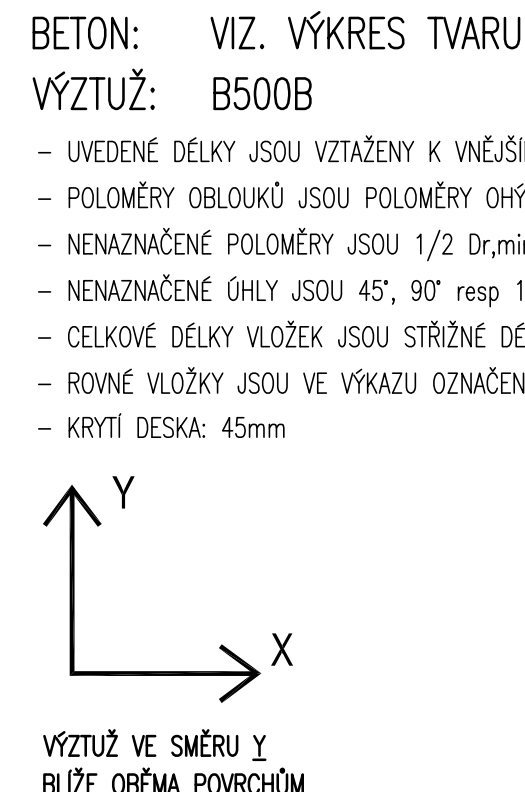 BETON: VIZ. VÝKRES TVARU
VÝZTUŽ: B500B
– UVEDENÉ DÉLKY JSOU VZTAŽENY K
– POLOMĚRY OBLOUKŮ JSOU POLOMĚRY
– NENAZNAČENÉ POLOMĚRY JSOU 1/2
– NENAZNAČENÉ ÚHLY JSOU 45°, 90° resp
– CELKOVÉ DÉLKY VLOŽEK JSOU STŘIŽNÉ
– ROVNÉ VLOŽKY JSOU VE VÝKAZU
– KRYTÍ DESKA: 45mm
Y
X
VÝZTUŽ VE SMĚRU Y
BLÍŽE OBĚMA POVRCHŮM